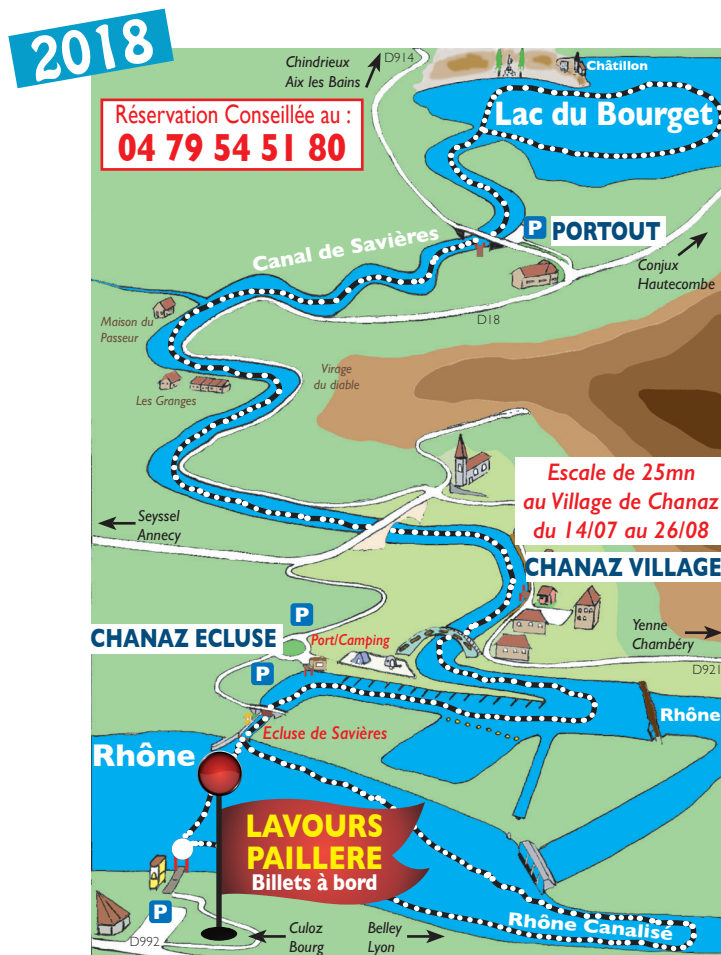 2018
Chindrieux
Aix les Bains
D914
Châtillon
Réservation Conseillée au :
04 79 54 51 80
Lac du Bourget
P PORTOUT
Canal de Savières
Conjux
Hautecombe
D18
Maison du
Passeur
Virage
du diable
Les Granges
Escale de 25mn
au Village de Chanaz
du 14/07 au 26/08
Seyssel
Annecy
CHANAZ VILLAGE
P
CHANAZ ECLUSE
Port/Camping
Yenne
Chambéry
D921
P
Ecluse de Savières
Rhône
Rhône
LAVOURS
PAILLERE
Billets à bord
P
Rhône Canalisé
D992
Culoz
Bourg
Belley
Lyon